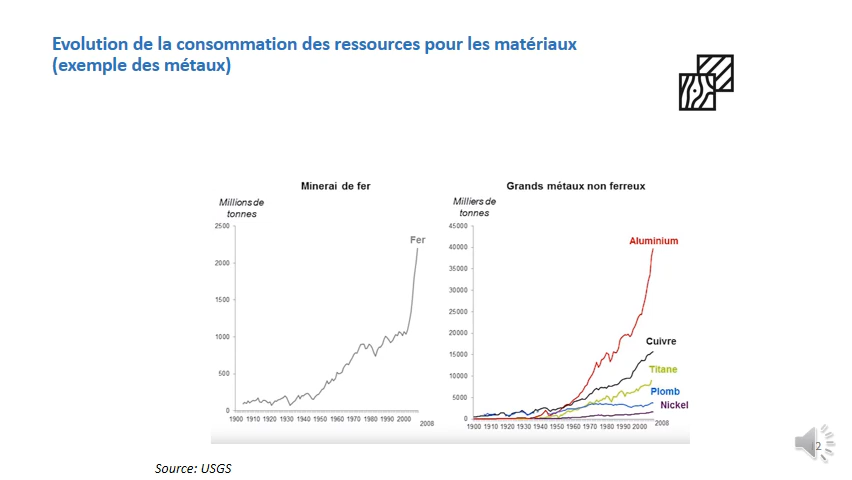 Evolution de la consommation des ressources pour les matériaux
(exemple des métaux)
Minerai de fer
Millions de
tonnes
2500
2000
1500
1000
500
0
Fer
1900 1910 1920 1930 1940 1950 1960 1970 1980 1990 2000
2008
Grands métaux non ferreux
Milliers de
tonnes
45000
40000
35000
30000
25000
20000
15000
10000
5000
0
Aluminium
Cuivre
Titane
Plomb
Nickel
1900 1910 1920 1930 1940 1950 1960 1970 1980 1990 2000
2008
Source: USGS
2